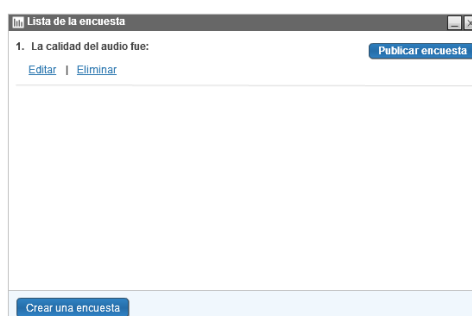 Lista de la encuesta
1. La calidad del audio fue:
Publicar encuesta
Editar | Eliminar
Crear una encuesta